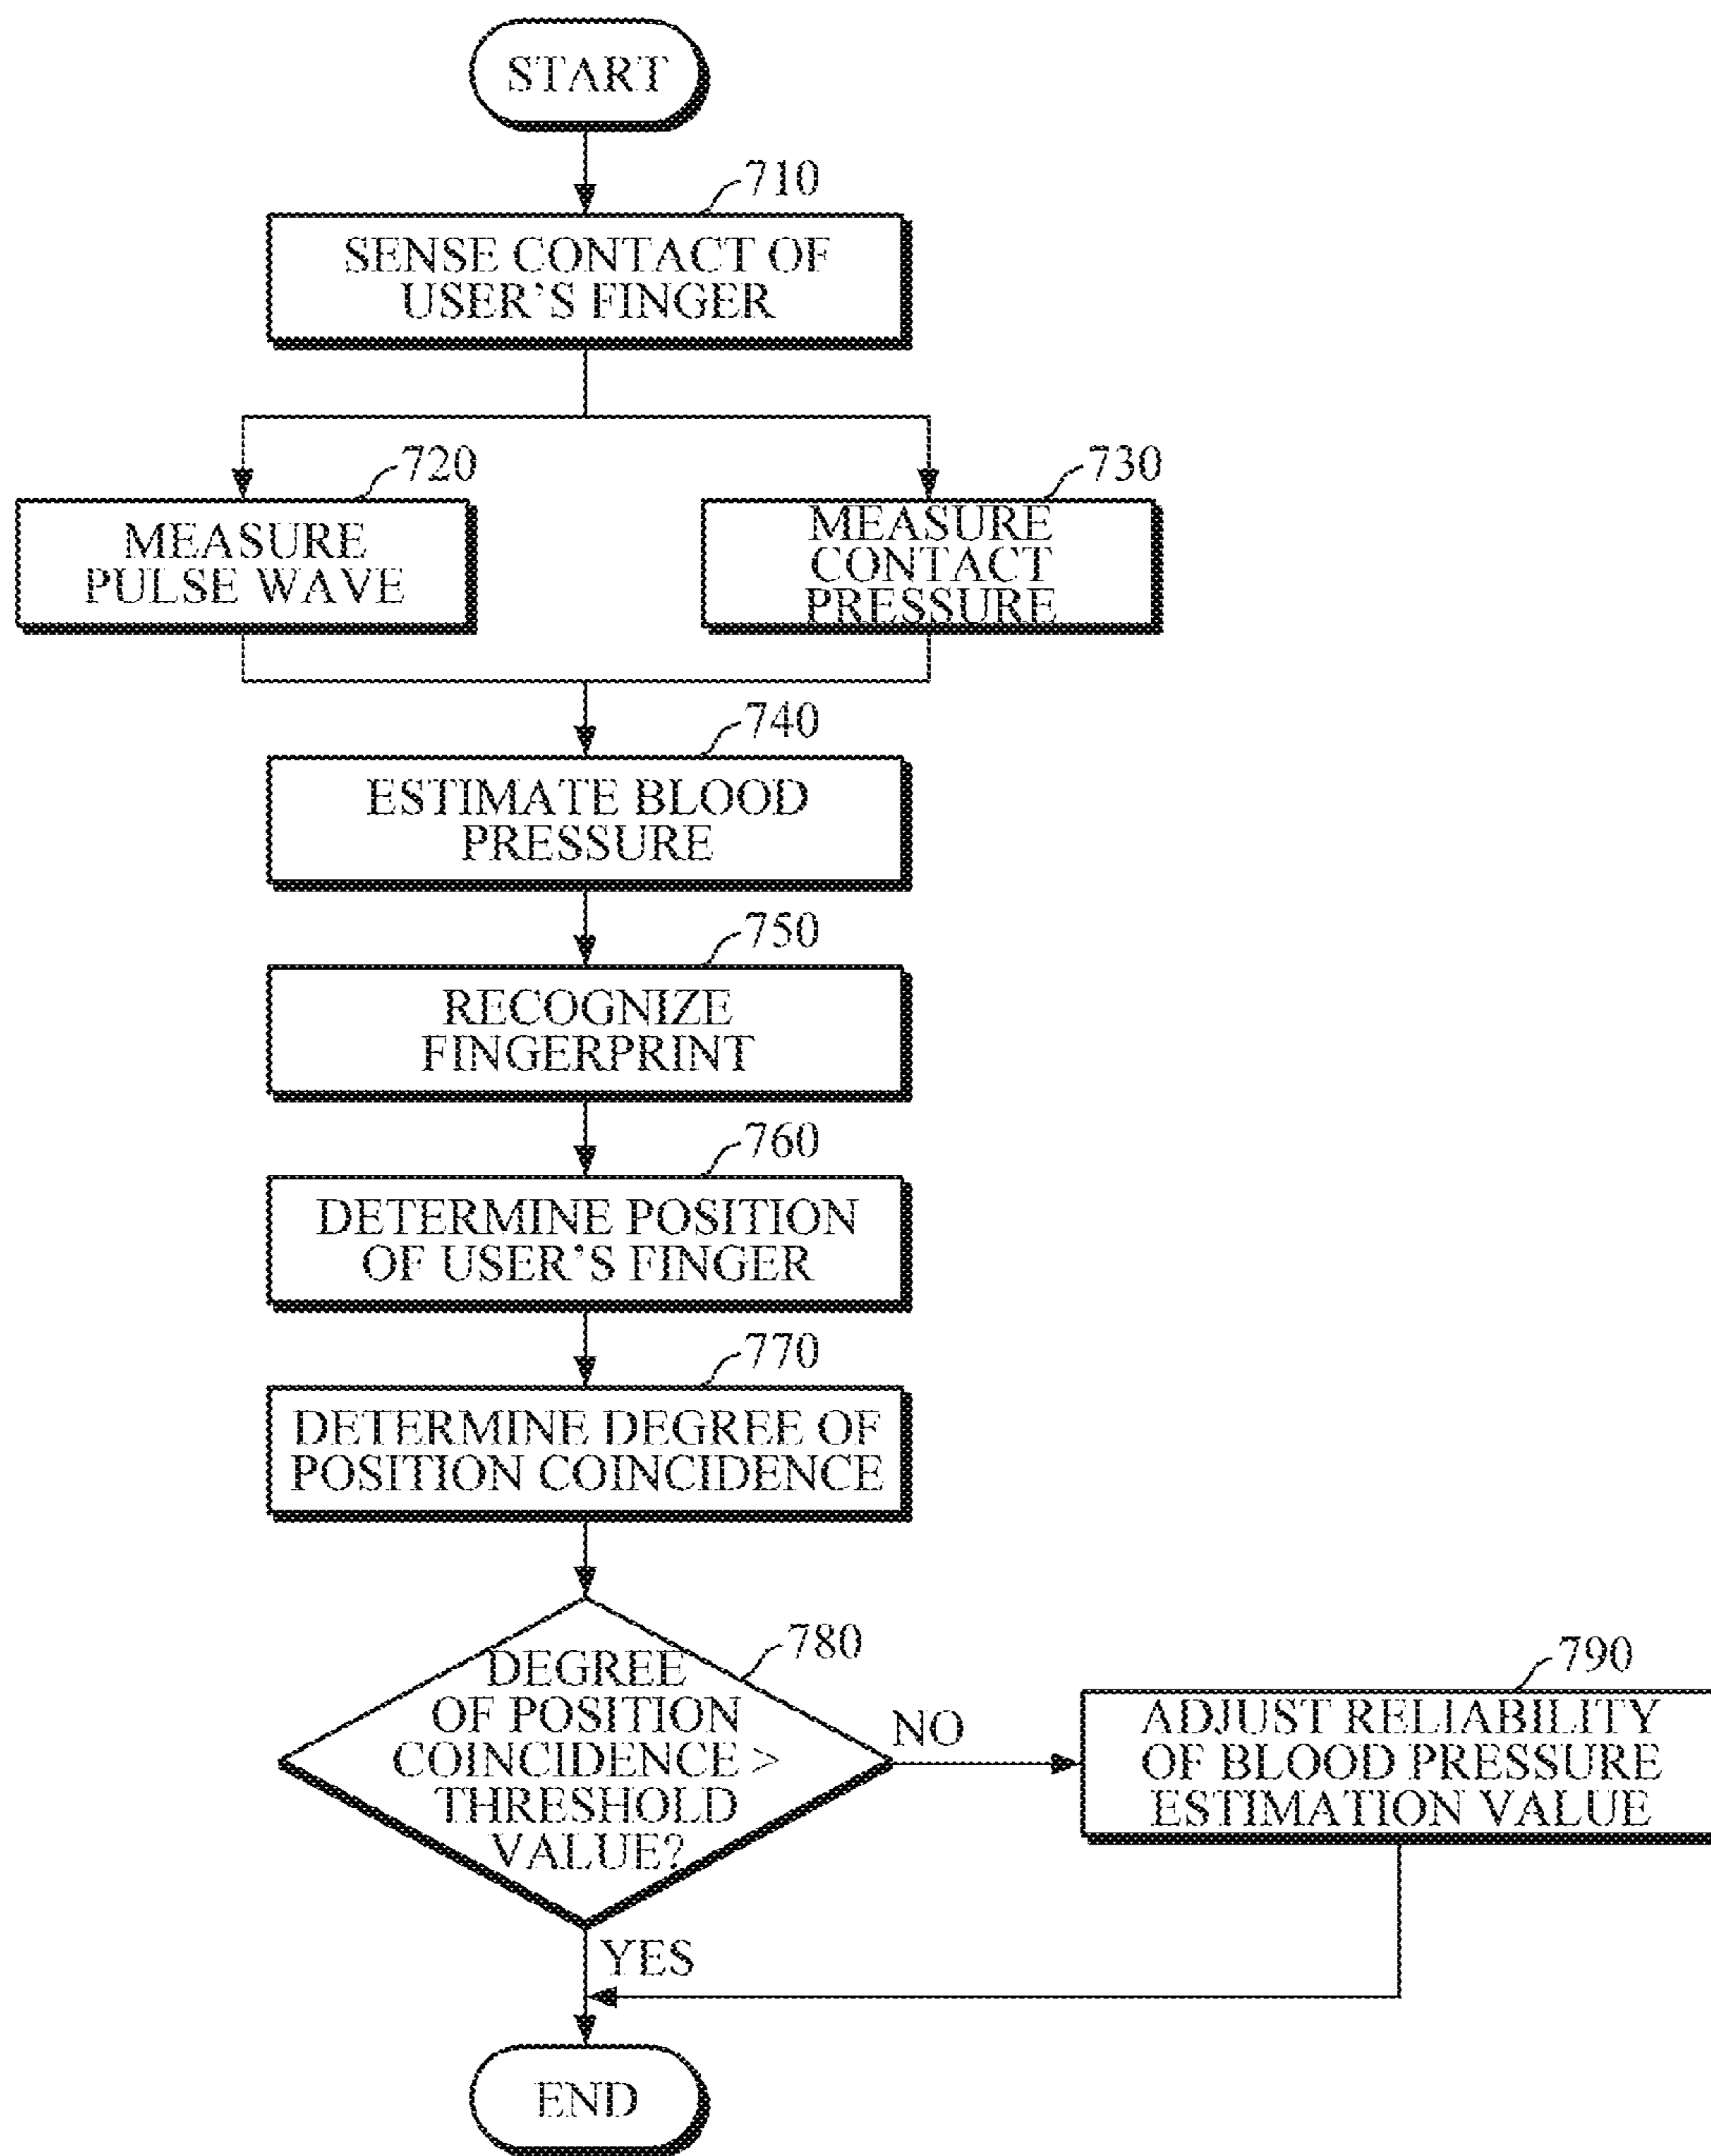 START
710
SENSE CONTACT OF
USER'S FINGER
720
MEASURE
PULSE WAVE
730
MEASURE
CONTACT
PRESSURE
740
ESTIMATE BLOOD
PRESSURE
750
RECOGNIZE
FINGERPRINT
760
DETERMINE POSITION
OF USER'S FINGER
770
DETERMINE DEGREE OF
POSITION COINCIDENCE
780
DEGREE
OF POSITION
COINCIDENCE >
THRESHOLD
VALUE?
NO
790
ADJUST RELIABILITY
OF BLOOD PRESSURE
ESTIMATION VALUE
YES
END